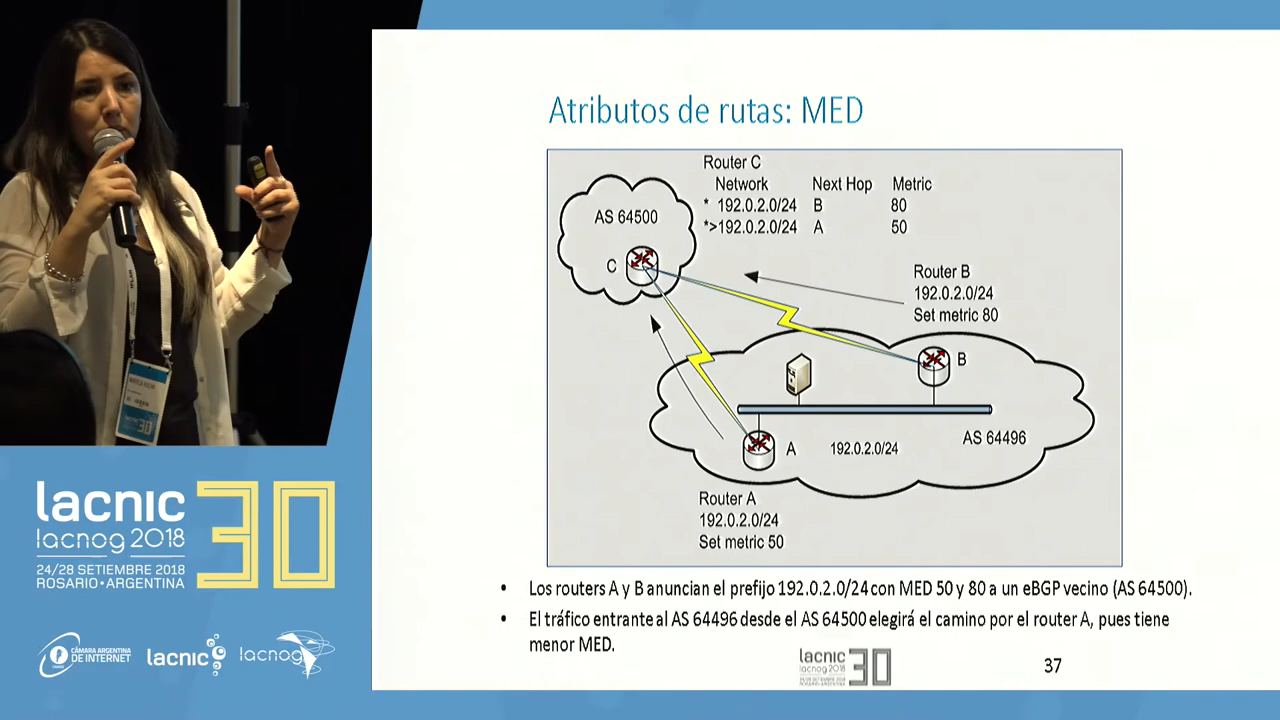 Atributos de rutas: MED
Router C
Network Next Hop Metric
* 192.0.2.0/24 B 80
*>192.0.2.0/24 A 50
AS 64500
C
Router B
192.0.2.0/24
Set metric 80
B
AS 64496
A
192.0.2.0/24
Router A
192.0.2.0/24
Set metric 50
• Los routers A y B anuncian el prefijo 192.0.2.0/24 con MED 50 y 80 a un eBGP vecino (AS 64500).
• El tráfico entrante al AS 64496 desde el AS 64500 elegirá el camino por el router A, pues tiene
menor MED.
lacnic 30
lacnog 2018
37
lacnic 30
lacnog 2018
24/28 SETIEMBRE 2018
ROSARIO•ARGENTINA
CÁMARA ARGENTINA
DE INTERNET
lacnic
lacnog